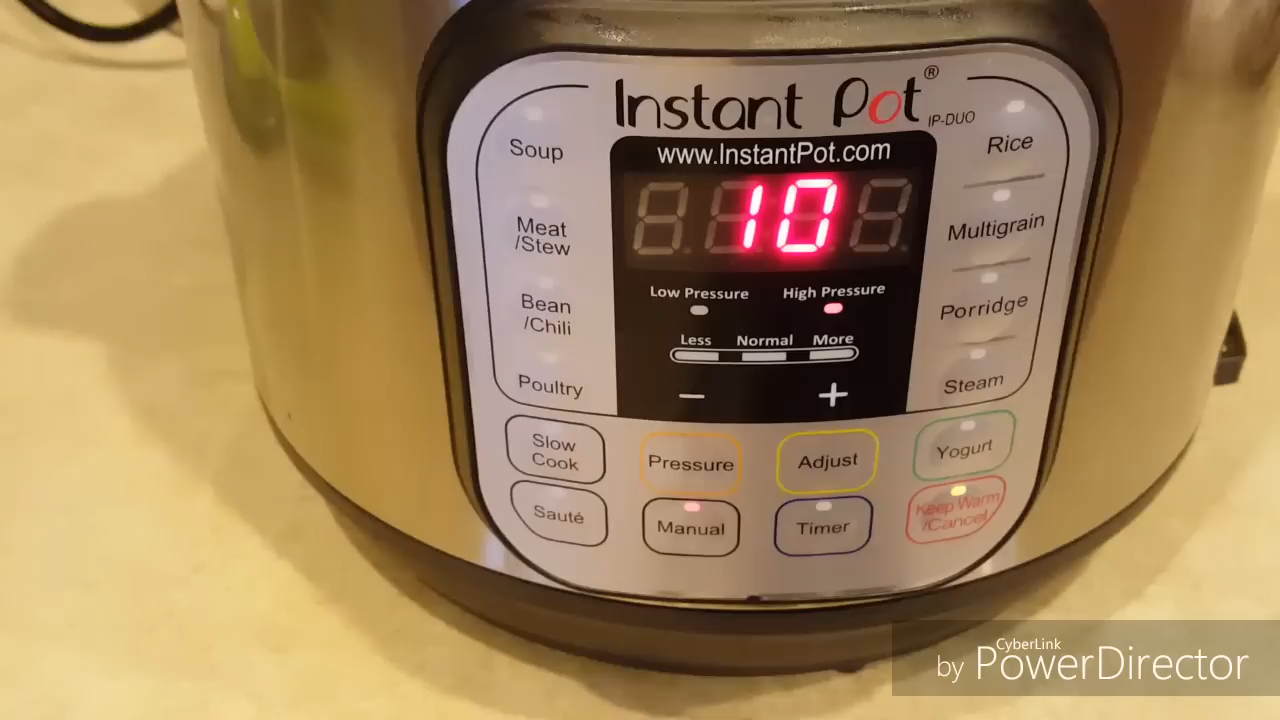 Instant Pot®
IP-DUO
www.InstantPot.com
10
Soup
Meat
/Stew
Bean
/Chili
Poultry
Rice
Multigrain
Porridge
Steam
Low Pressure High Pressure
Less Normal More
− +
Slow
Cook
Pressure
Adjust
Yogurt
Sauté
Manual
Timer
Keep Warm
/Cancel
CyberLink
by PowerDirector